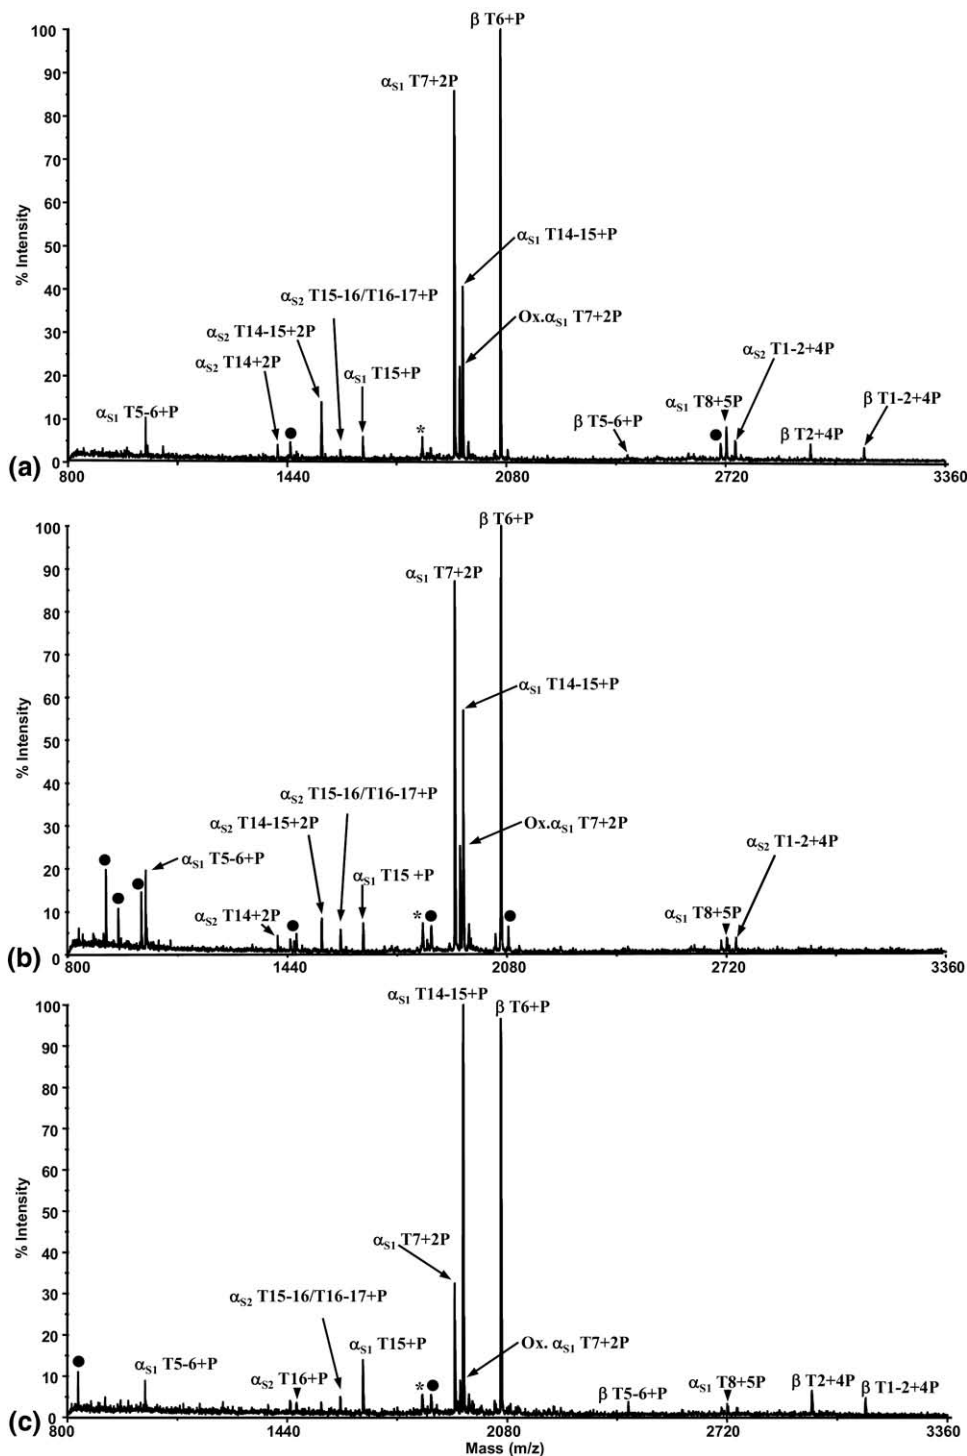 β T6+P
100
90
αS1 T7+2P
80
70
60
% Intensity
50
αS1 T14-15+P
40
αS2 T15-16/T16-17+P
Ox.αS1 T7+2P
30
αS2 T14-15+2P
αS2 T1-2+4P
αS2 T14+2P
αS1 T15+P
20
αS1 T5-6+P
β T5-6+P
αS1 T8+5P
β T1-2+4P
10
*
β T2+4P
(a)
0
800 1440 2080 2720 3360
β T6+P
100
90
αS1 T7+2P
80
70
αS1 T14-15+P
60
% Intensity
50
40
αS2 T15-16/T16-17+P
30
αS2 T14-15+2P
Ox.αS1 T7+2P
αS2 T1-2+4P
20
αS1 T5-6+P
αS1 T15 +P
αS2 T14+2P
*
αS1 T8+5P
10
(b)
0
800 1440 2080 2720 3360
αS1 T14-15+P
β T6+P
100
90
80
70
60
% Intensity
50
40
αS1 T7+2P
30
αS2 T15-16/T16-17+P
20
αS1 T15+P
Ox. αS1 T7+2P
αS1 T5-6+P
αS2 T16+P
*
β T5-6+P
αS1 T8+5P
β T2+4P
β T1-2+4P
10
(c)
0
800 1440 2080 2720 3360
Mass (m/z)